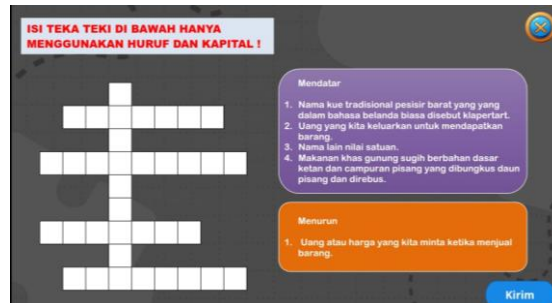 ISI TEKA TEKI DI BAWAH HANYA
MENGGUNAKAN HURUF DAN KAPITAL !
Mendatar
1. Nama kue tradisional pesisir barat yang yang
dalam bahasa belanda biasa disebut klapertart.
2. Uang yang kita keluarkan untuk mendapatkan
barang.
3. Nama lain nilai satuan.
4. Makanan khas gunung sugih berbahan dasar
ketan dan campuran pisang yang dibungkus daun
pisang dan direbus.
Menurun
1. Uang atau harga yang kita minta ketika menjual
barang.
Kirim